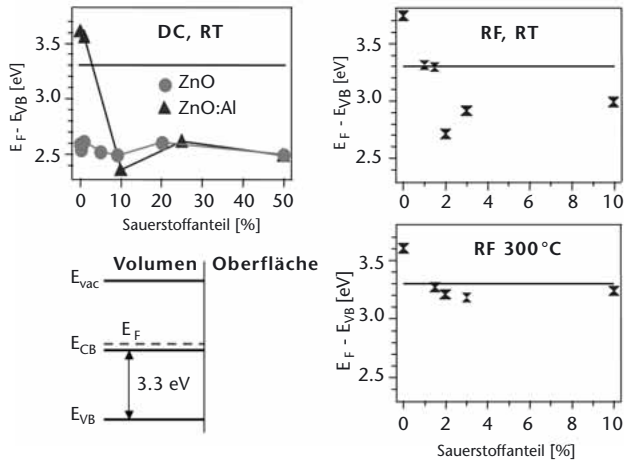 DC, RT
E_F - E_VB [eV]
3.5
3.0
2.5
ZnO
ZnO:Al
0 10 20 30 40 50
Sauerstoffanteil [%]
RF, RT
E_F - E_VB [eV]
3.5
3.0
2.5
0 2 4 6 8 10
Volumen Oberfläche
E_vac
E_F
E_CB
3.3 eV
E_VB
RF 300°C
E_F - E_VB [eV]
3.5
3.0
2.5
0 2 4 6 8 10
Sauerstoffanteil [%]